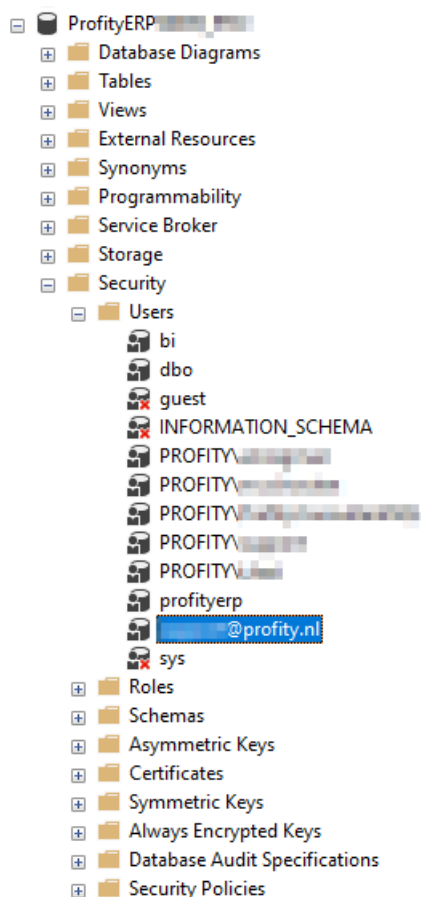 ProfityERP
Database Diagrams
Tables
Views
External Resources
Synonyms
Programmability
Service Broker
Storage
Security
Users
bi
dbo
guest
INFORMATION_SCHEMA
PROFITY\
PROFITY\
PROFITY\
PROFITY\
PROFITY\
profityerp
@profity.nl
sys
Roles
Schemas
Asymmetric Keys
Certificates
Symmetric Keys
Always Encrypted Keys
Database Audit Specifications
Security Policies